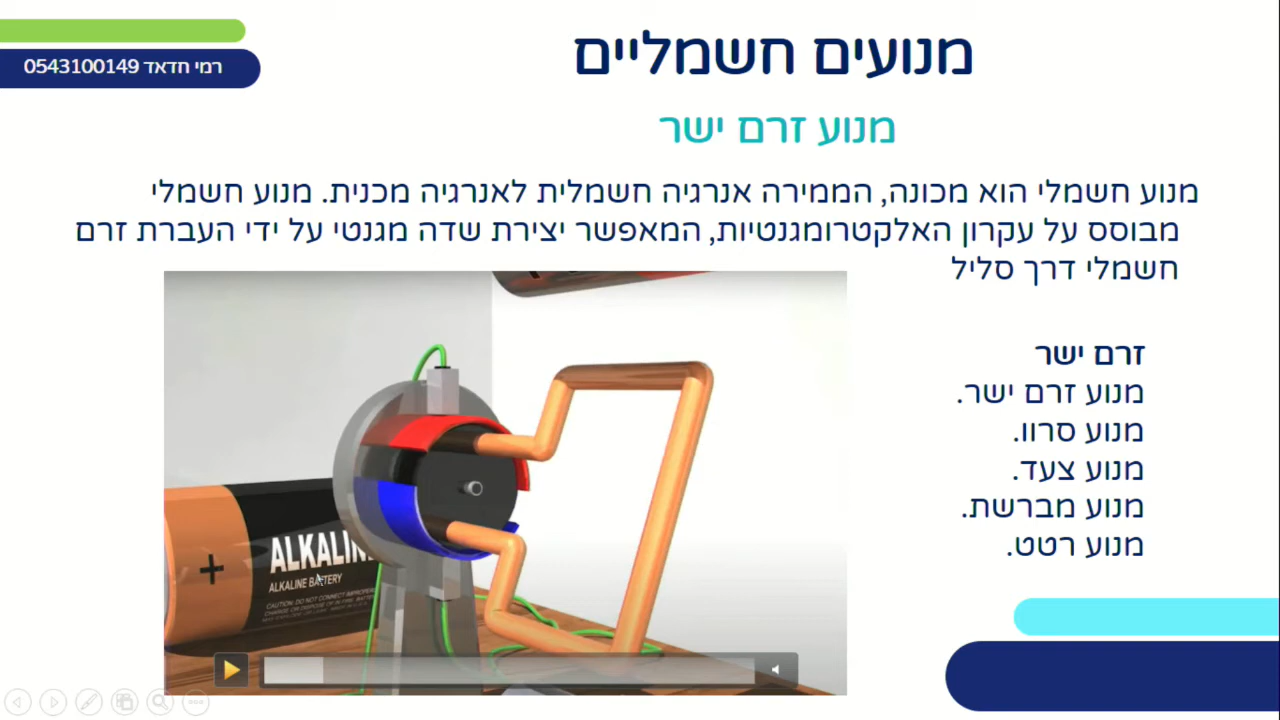 רמי חדאד 0543100149
מנועים חשמליים
מנוע זרם ישר
מנוע חשמלי הוא מכונה, הממירה אנרגיה חשמלית לאנרגיה מכנית. מנוע חשמלי
מבוסס על עקרון האלקטרומגנטיות, המאפשר יצירת שדה מגנטי על ידי העברת זרם
חשמלי דרך סליל
זרם ישר
מנוע זרם ישר.
מנוע סרוו.
מנוע צעד.
מנוע מברשת.
מנוע רטט.
+
ALKALIN
ALKALINE BATTERY